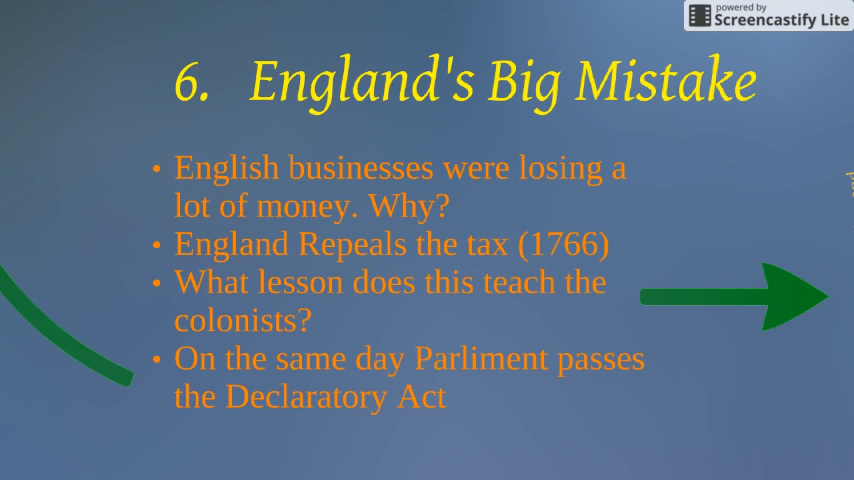 powered by
Screencastify Lite
6. England's Big Mistake
• English businesses were losing a
lot of money. Why?
• England Repeals the tax (1766)
• What lesson does this teach the
colonists?
• On the same day Parliment passes
the Declaratory Act